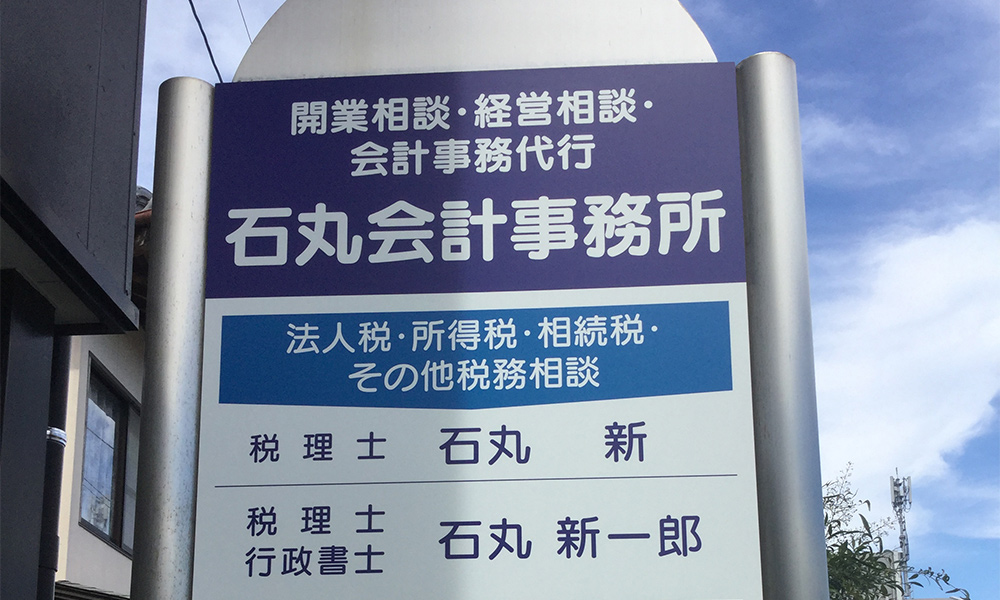 開業相談・経営相談・
会計事務代行
石丸会計事務所
法人税・所得税・相続税・
その他税務相談
税理士 石丸 新
税理士
行政書士 石丸 新一郎